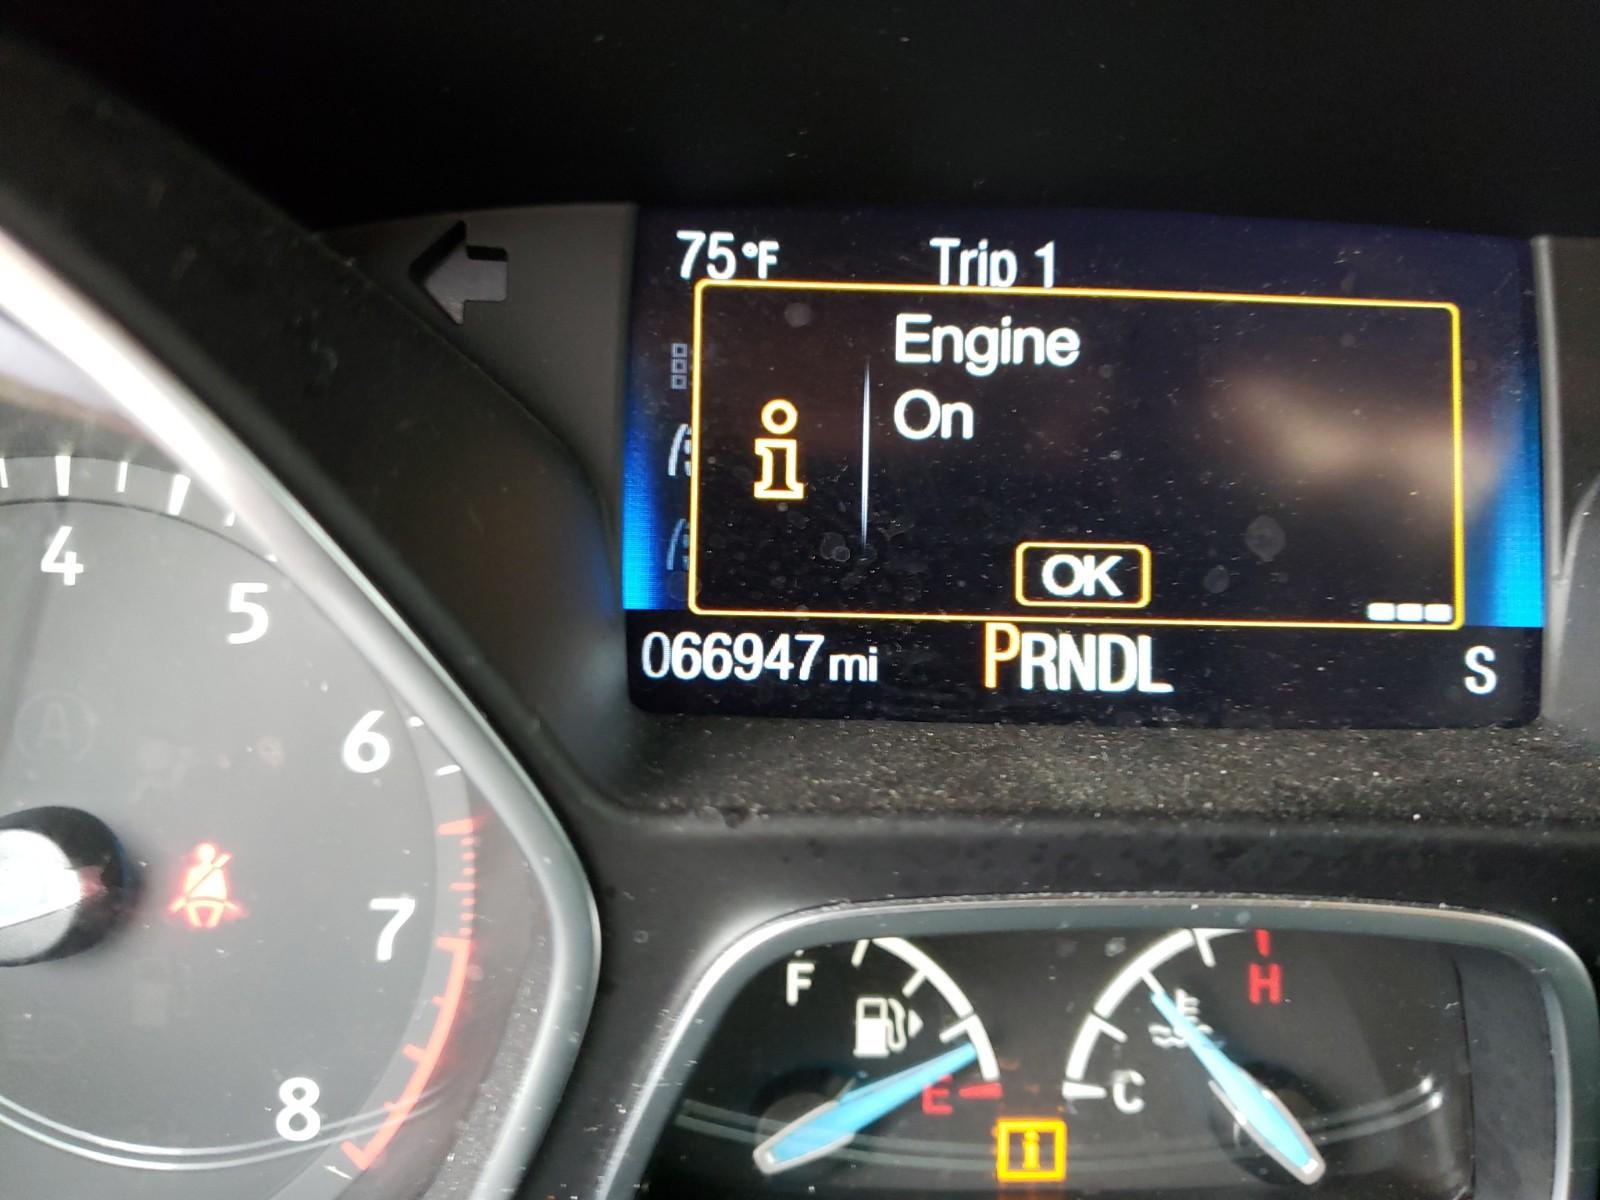 75°F Trip 1
Engine
On
i
OK
066947 mi PRNDL S
4
5
6
7
8
A
F
E
H
C
i